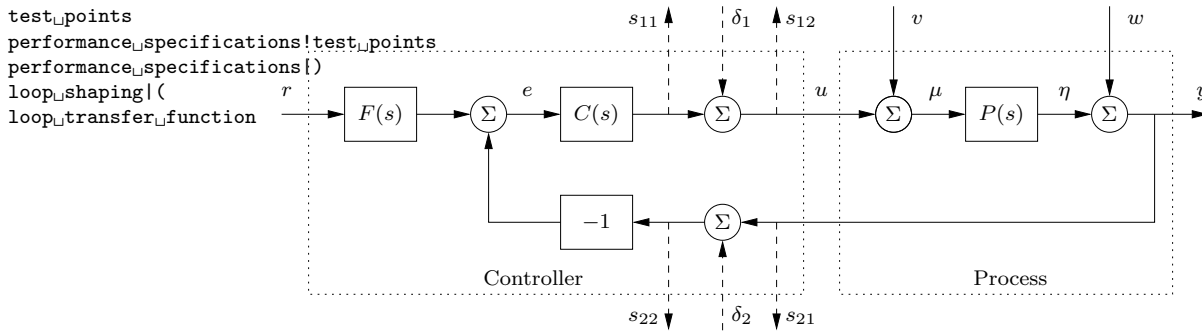 test␣points
performance␣specifications!test␣points
performance␣specifications|)
loop␣shaping|(
loop␣transfer␣function
s₁₁ δ₁ s₁₂ v w
r e u μ η y
F(s) Σ C(s) Σ Σ P(s) Σ
−1 Σ
Controller Process
s₂₂ δ₂ s₂₁